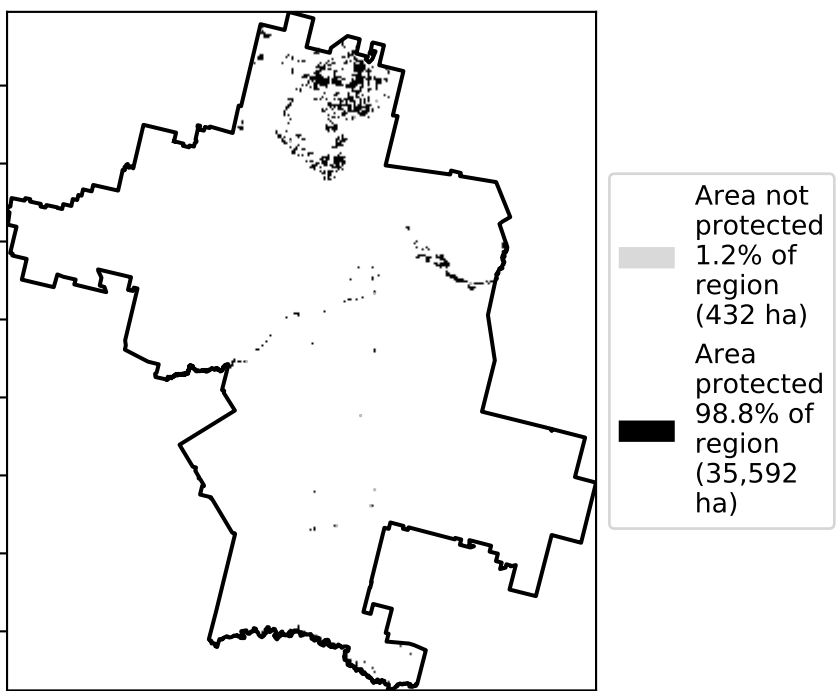 Area not
protected
1.2% of
region
(432 ha)
Area
protected
98.8% of
region
(35,592
ha)